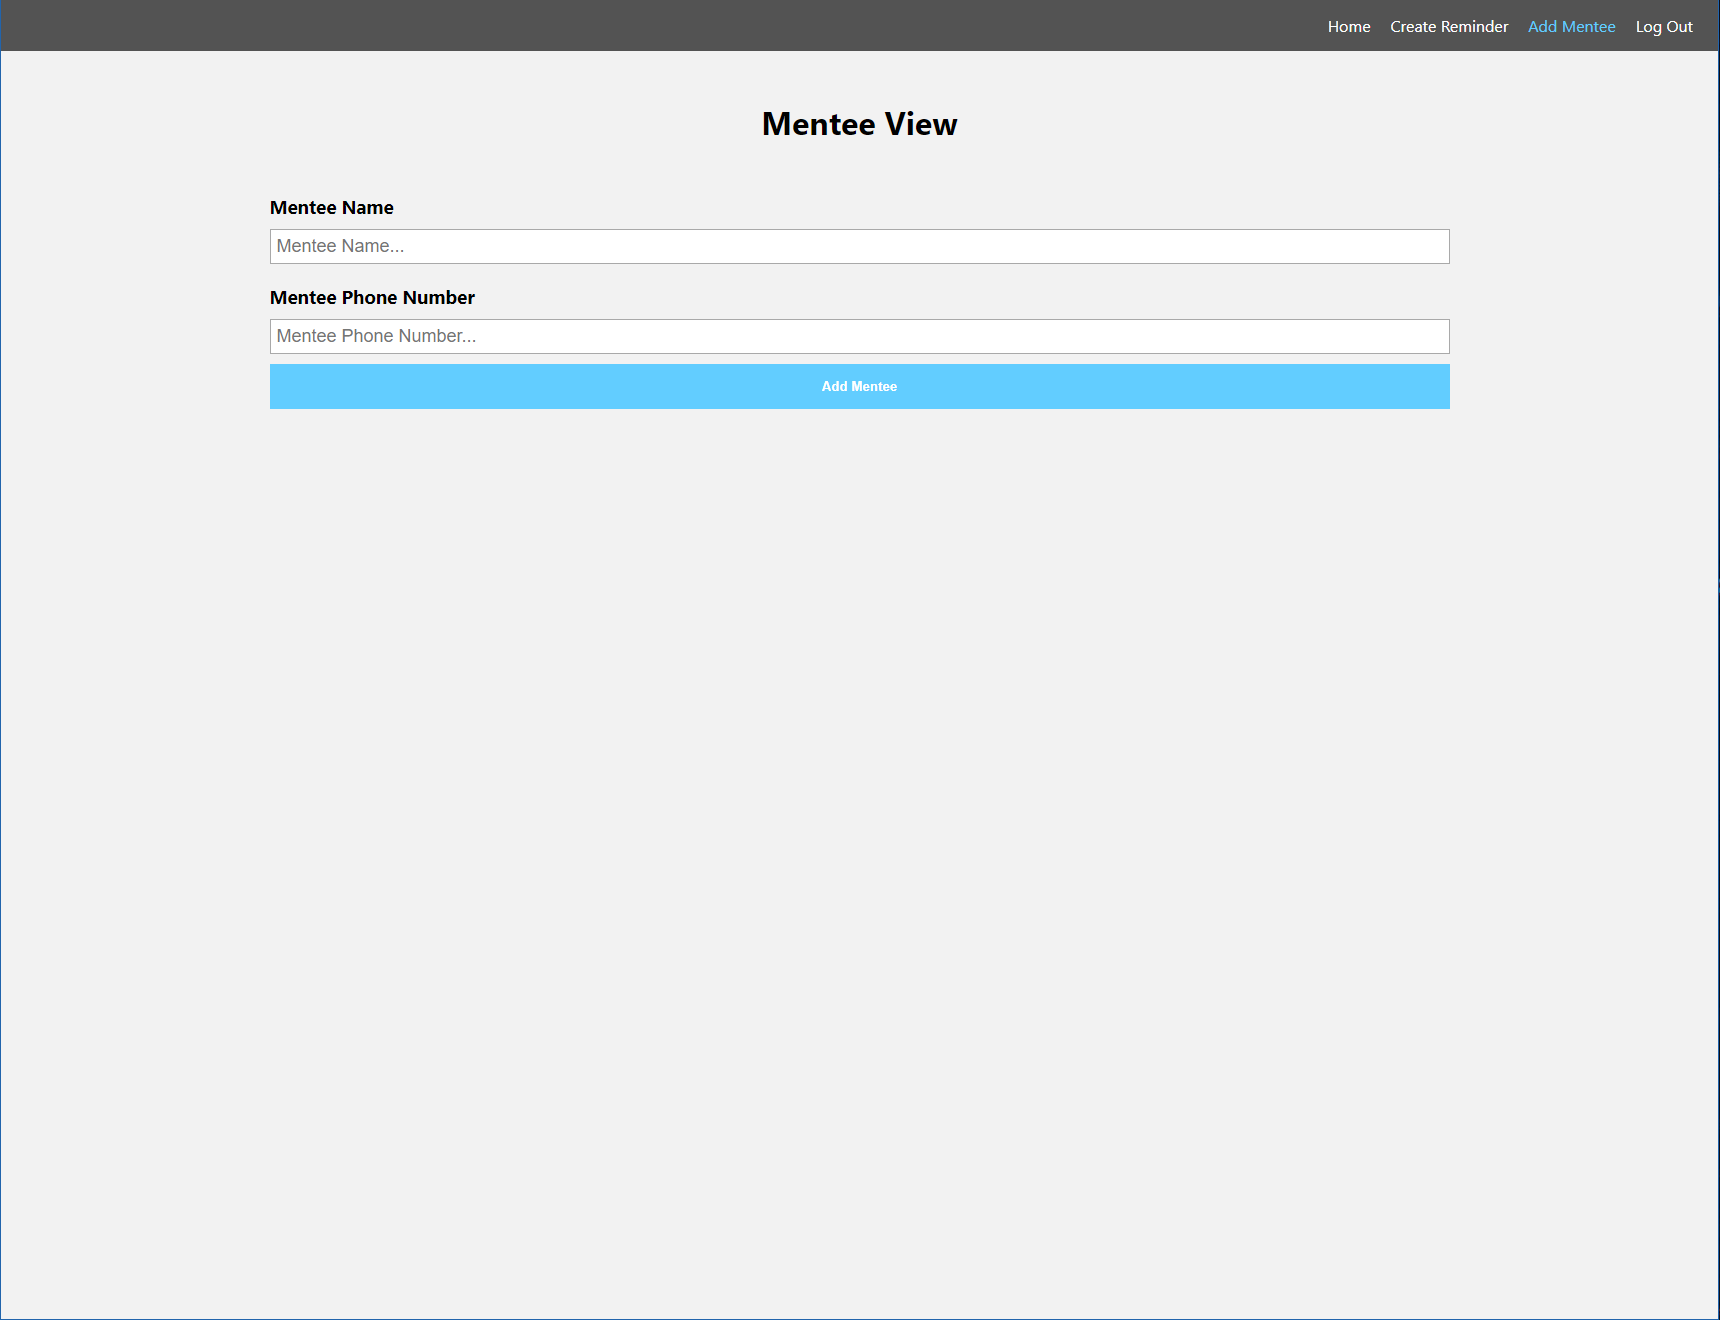 Home Create Reminder Add Mentee Log Out
Mentee View
Mentee Name
Mentee Name...
Mentee Phone Number
Mentee Phone Number...
Add Mentee